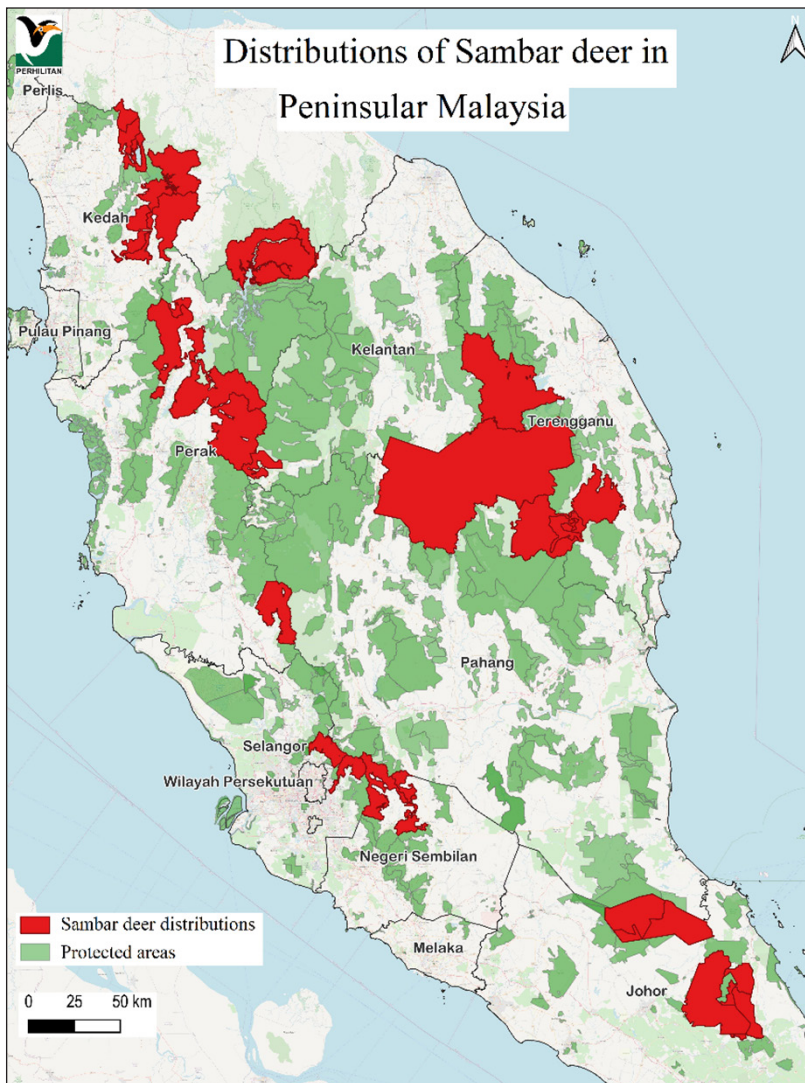 Distributions of Sambar deer in
Peninsular Malaysia
PERHILITAN
N
Perlis
Kedah
Pulau Pinang
Kelantan
Terengganu
Perak
Pahang
Selangor
Wilayah Persekutuan
Negeri Sembilan
Melaka
Johor
Sambar deer distributions
Protected areas
0 25 50 km